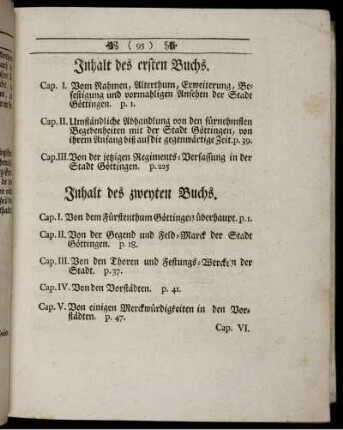 ( 93 )
Inhalt des ersten Buchs.
Cap. I. Vom Nahmen, Alterthum, Erweiterung, Be-
festigung und vormahligen Ansehen der Stadt
Göttingen. p. 1.
Cap. II. Umständliche Abhandlung von den fürnehmsten
Begebenheiten mit der Stadt Göttingen, von
ihrem Anfang biß auf die gegenwärtige Zeit. p. 39.
Cap. III. Von der jetzigen Regiments-Verfassung in der
Stadt Göttingen. p. 225
Inhalt des zweyten Buchs.
Cap. I. Von dem Fürstenthum Göttingen überhaupt. p. 1.
Cap. II. Von der Gegend und Feld-Marck der Stadt
Göttingen. p. 18.
Cap. III. Von den Thoren und Festungs-Wercken der
Stadt. p. 37.
Cap. IV. Von den Vorstädten. p. 41.
Cap. V. Von einigen Merckwürdigkeiten in den Vor-
städten. p. 47.
Cap. VI.